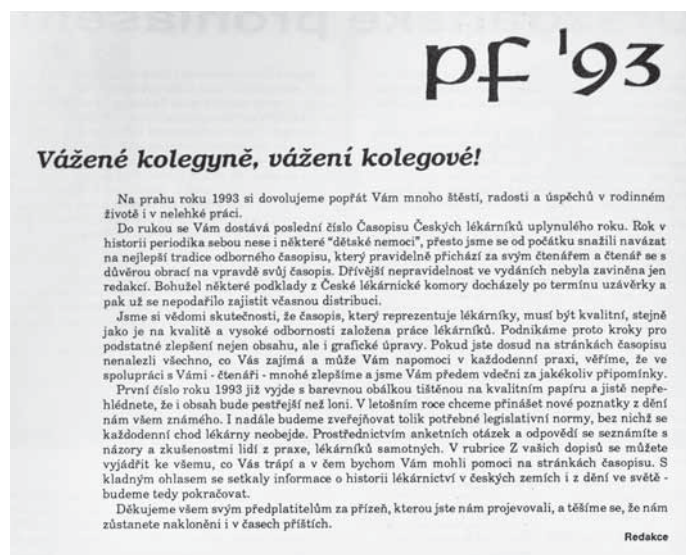 pf '93
Vážené kolegyně, vážení kolegové!
Na prahu roku 1993 si dovolujeme popřát Vám mnoho štěstí, radosti a úspěchů v rodinném
životě i v nelehké práci.
Do rukou se Vám dostává poslední číslo Časopisu Českých lékárníků uplynulého roku. Rok v
historii periodika sebou nese i některé "dětské nemoci", přesto jsme se od počátku snažili navázat
na nejlepší tradice odborného časopisu, který pravidelně přichází za svým čtenářem a čtenář se s
důvěrou obrací na vpravdě svůj časopis. Dřívější nepravidelnost ve vydáních nebyla zaviněna jen
redakcí. Bohužel některé podklady z České lékárnické komory docházely po termínu uzávěrky a
pak už se nepodařilo zajistit včasnou distribuci.
Jsme si vědomi skutečnosti, že časopis, který reprezentuje lékárníky, musí být kvalitní, stejně
jako je na kvalitě a vysoké odbornosti založena práce lékárníků. Podnikáme proto kroky pro
podstatné zlepšení nejen obsahu, ale i grafické úpravy. Pokud jste dosud na stránkách časopisu
nenalezli všechno, co Vás zajímá a může Vám napomoci v každodenní praxi, věříme, že ve
spolupráci s Vámi - čtenáři - mnohé zlepšíme a jsme Vám předem vděční za jakékoliv připomínky.
První číslo roku 1993 již vyjde s barevnou obálkou tištěnou na kvalitním papíru a jistě nepře-
hlédnete, že i obsah bude pestřejší než loni. V letošním roce chceme přinášet nové poznatky z dění
nám všem známého. I nadále budeme zveřejňovat tolik potřebné legislativní normy, bez nichž se
každodenní chod lékárny neobejde. Prostřednictvím anketních otázek a odpovědí se seznámíte s
názory a zkušenostmi lidí z praxe, lékárníků samotných. V rubrice Z vašich dopisů se můžete
vyjádřit ke všemu, co Vás trápí a v čem bychom Vám mohli pomoci na stránkách časopisu. S
kladným ohlasem se setkaly informace o historii lékárnictví v českých zemích i z dění ve světě -
budeme tedy pokračovat.
Děkujeme všem svým předplatitelům za přízeň, kterou jste nám projevovali, a těšíme se, že nám
zůstanete nakloněni i v časech příštích.
Redakce